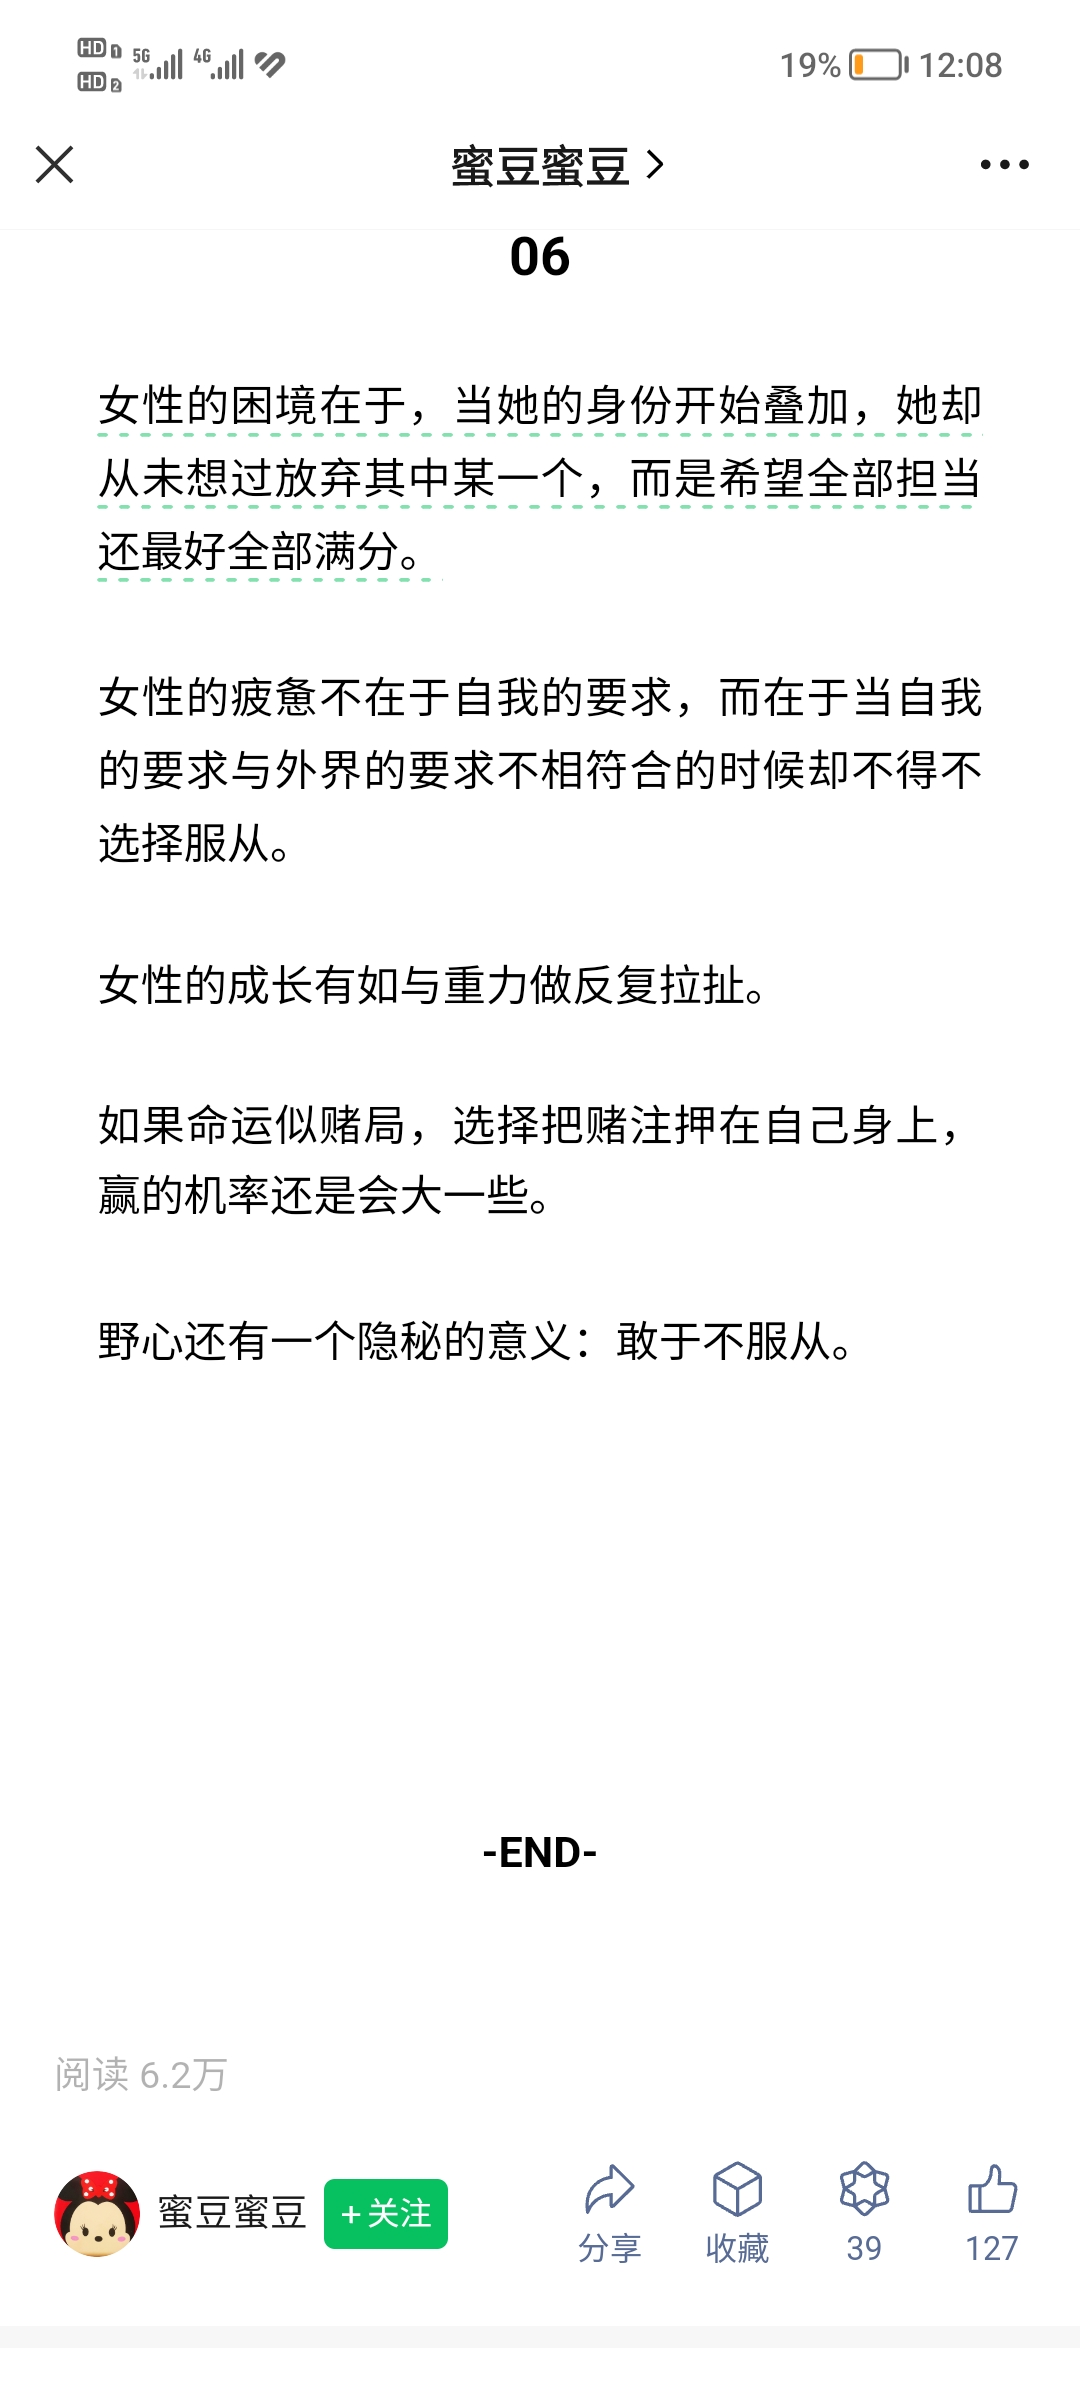 HD 1 5G 4G
HD 2
19% 12:08
蜜豆蜜豆
06
女性的困境在于，当她的身份开始叠加，她却
从未想过放弃其中某一个，而是希望全部担当
还最好全部满分。
女性的疲惫不在于自我的要求，而在于当自我
的要求与外界的要求不相符合的时候却不得不
选择服从。
女性的成长有如与重力做反复拉扯。
如果命运似赌局，选择把赌注押在自己身上，
赢的机率还是会大一些。
野心还有一个隐秘的意义：敢于不服从。
-END-
阅读 6.2万
蜜豆蜜豆
+关注
分享
收藏
39
127